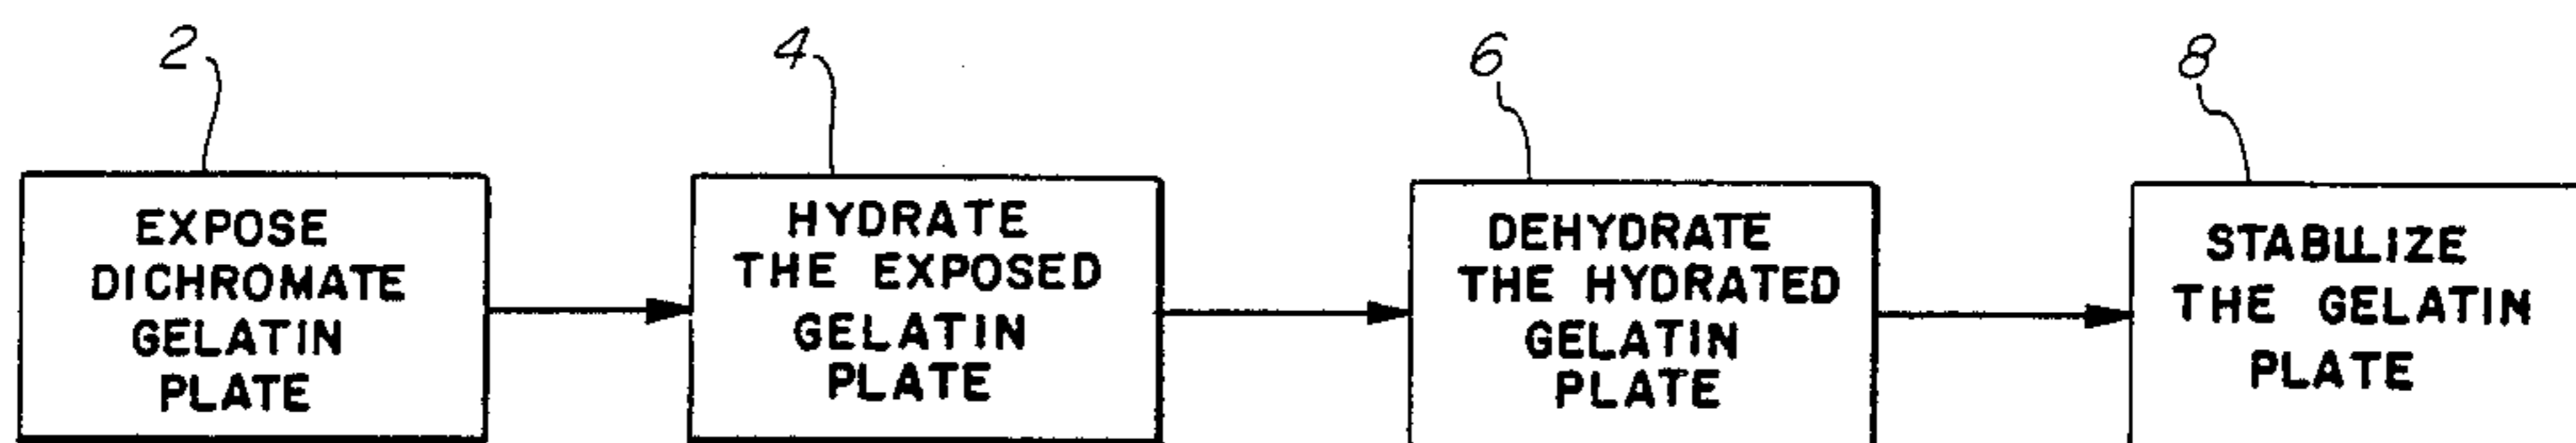 2
4
6
8
EXPOSE
DICHROMATE
GELATIN
PLATE
HYDRATE
THE EXPOSED
GELATIN
PLATE
DEHYDRATE
THE HYDRATED
GELATIN
PLATE
STABILIZE
THE GELATIN
PLATE